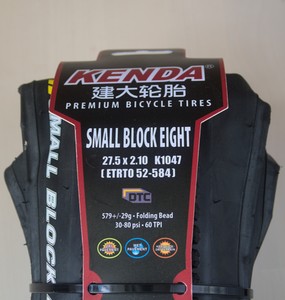 KENDA
建大轮胎
PREMIUM BICYCLE TIRES
SMALL BLOCK EIGHT
27.5 x 2.10 K1047
(ETRTO 52-584)
DTC
579+/-29g • Folding Bead
30-80 psi • 60 TPI
MALL BLOCK